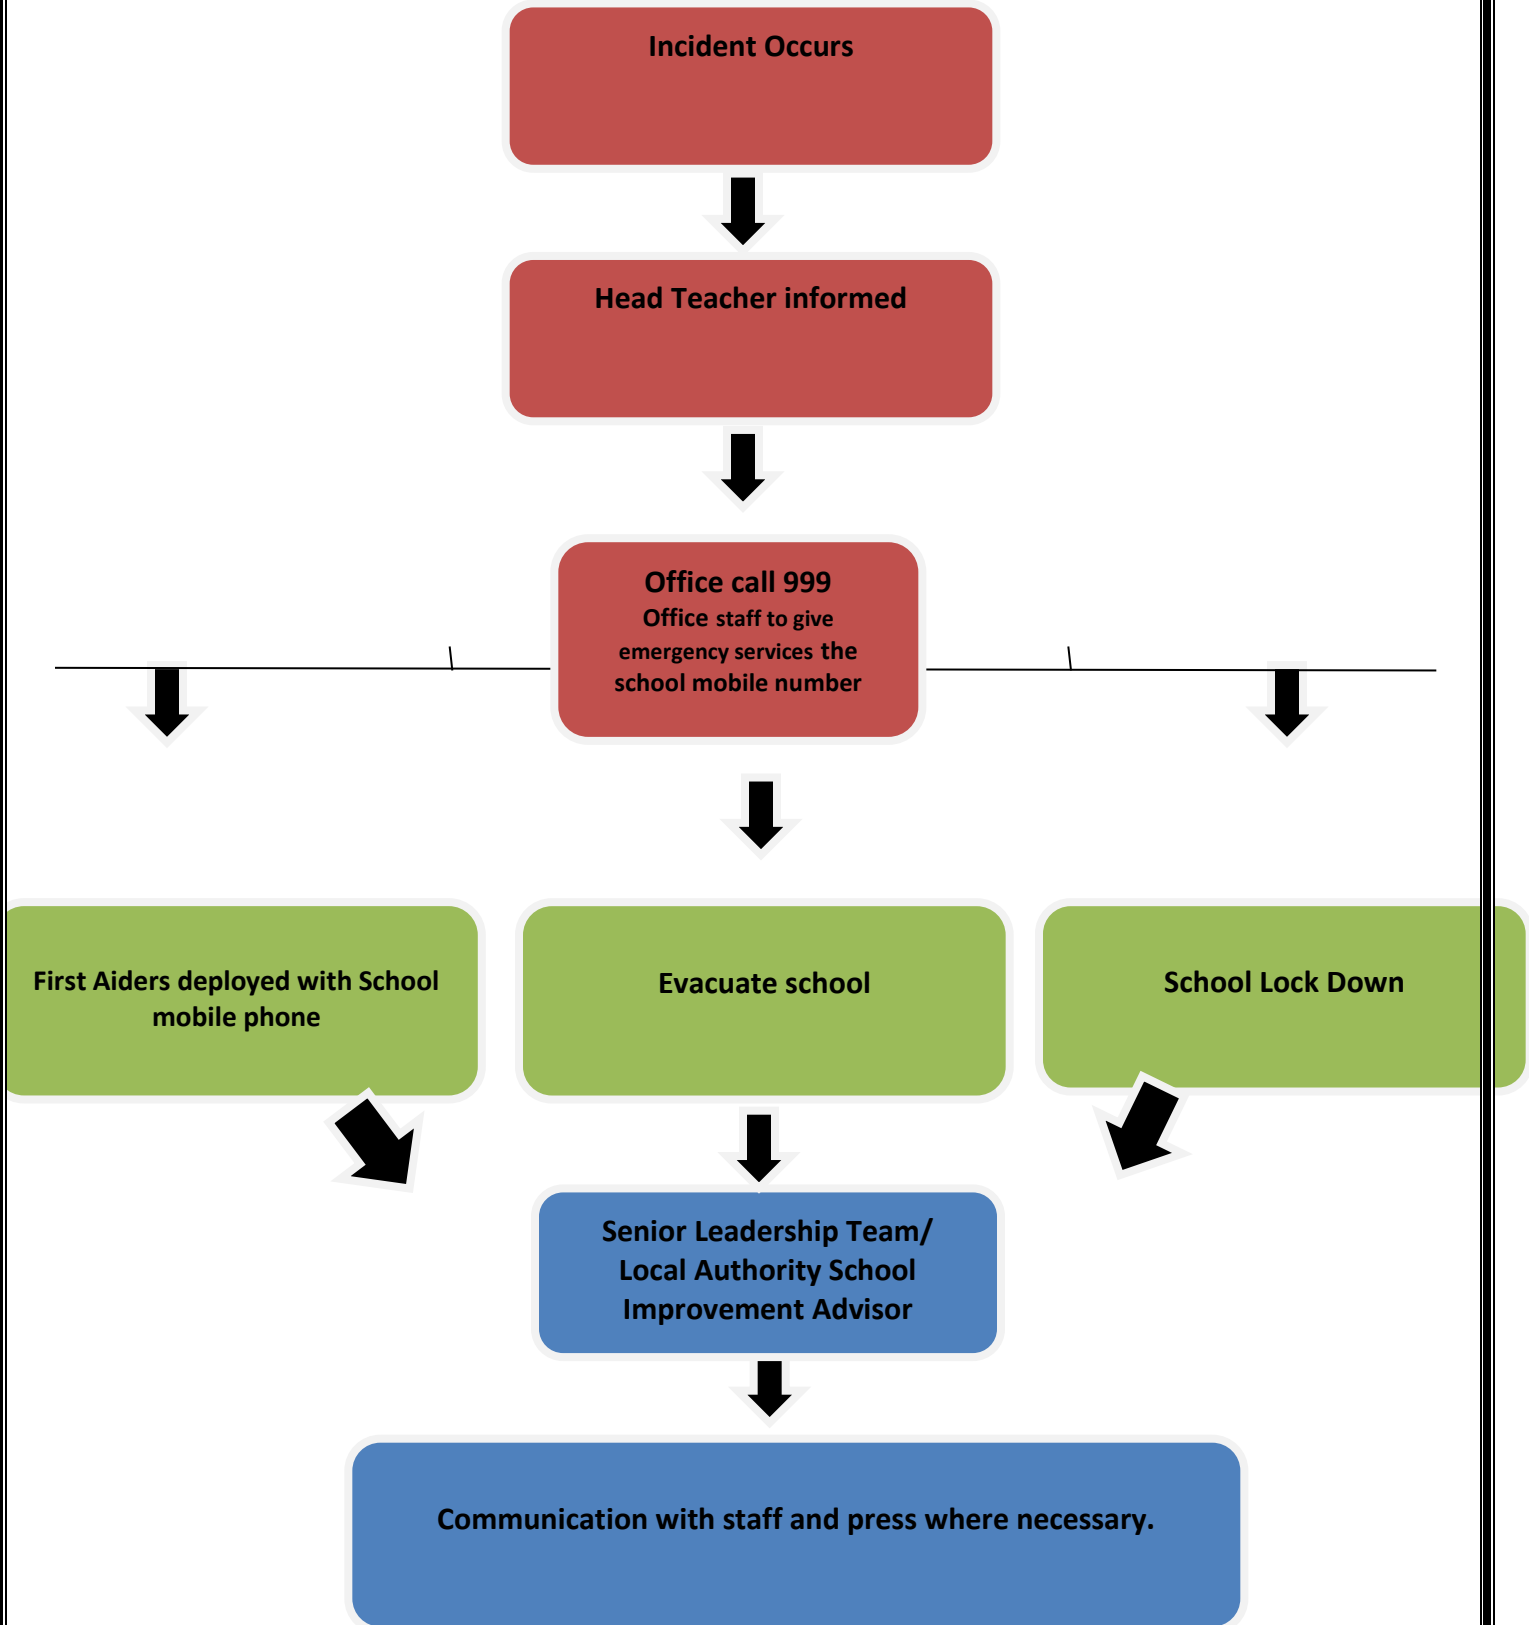 Incident Occurs
Head Teacher informed
Office call 999
Office staff to give
emergency services the
school mobile number
First Aiders deployed with School
mobile phone
Evacuate school
School Lock Down
Senior Leadership Team/
Local Authority School
Improvement Advisor
Communication with staff and press where necessary.